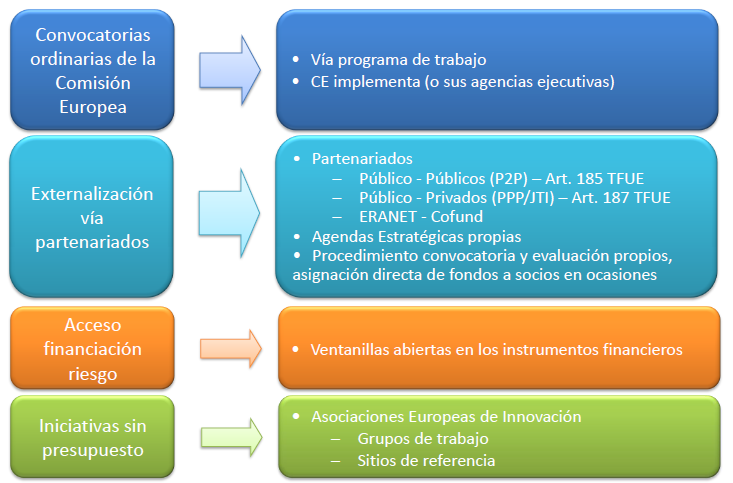 Convocatorias
ordinarias de la
Comisión
Europea
• Vía programa de trabajo
• CE implementa (o sus agencias ejecutivas)
Externalización
vía
partenariados
• Partenariados
– Público - Públicos (P2P) – Art. 185 TFUE
– Público - Privados (PPP/JTI) – Art. 187 TFUE
– ERANET - Cofund
• Agendas Estratégicas propias
• Procedimiento convocatoria y evaluación propios,
asignación directa de fondos a socios en ocasiones
Acceso
financiación
riesgo
• Ventanillas abiertas en los instrumentos financieros
Iniciativas sin
presupuesto
• Asociaciones Europeas de Innovación
– Grupos de trabajo
– Sitios de referencia